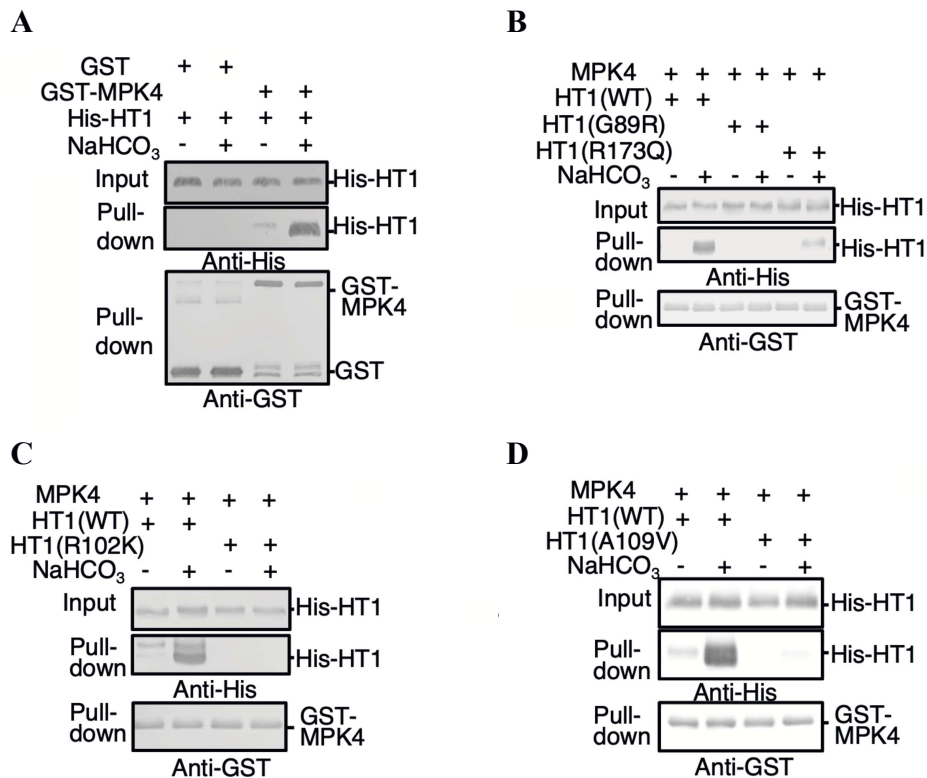 A
GST + +
GST-MPK4 + +
His-HT1 + + + +
NaHCO₃ - + - +
Input His-HT1
Pull-
down His-HT1
Anti-His
Pull-
down
GST-
MPK4
GST
Anti-GST
B
MPK4 + + + + + +
HT1(WT) + +
HT1(G89R) + +
HT1(R173Q) + +
NaHCO₃ - + - + - +
Input His-HT1
Pull-
down His-HT1
Anti-His
Pull-
down
GST-
MPK4
Anti-GST
C
MPK4 + + + +
HT1(WT) + +
HT1(R102K) + +
NaHCO₃ - + - +
Input His-HT1
Pull-
down His-HT1
Anti-His
Pull-
down
GST-
MPK4
Anti-GST
D
MPK4 + + + +
HT1(WT) + +
HT1(A109V) + +
NaHCO₃ - + - +
Input His-HT1
Pull-
down His-HT1
Anti-His
Pull-
down
GST-
MPK4
Anti-GST